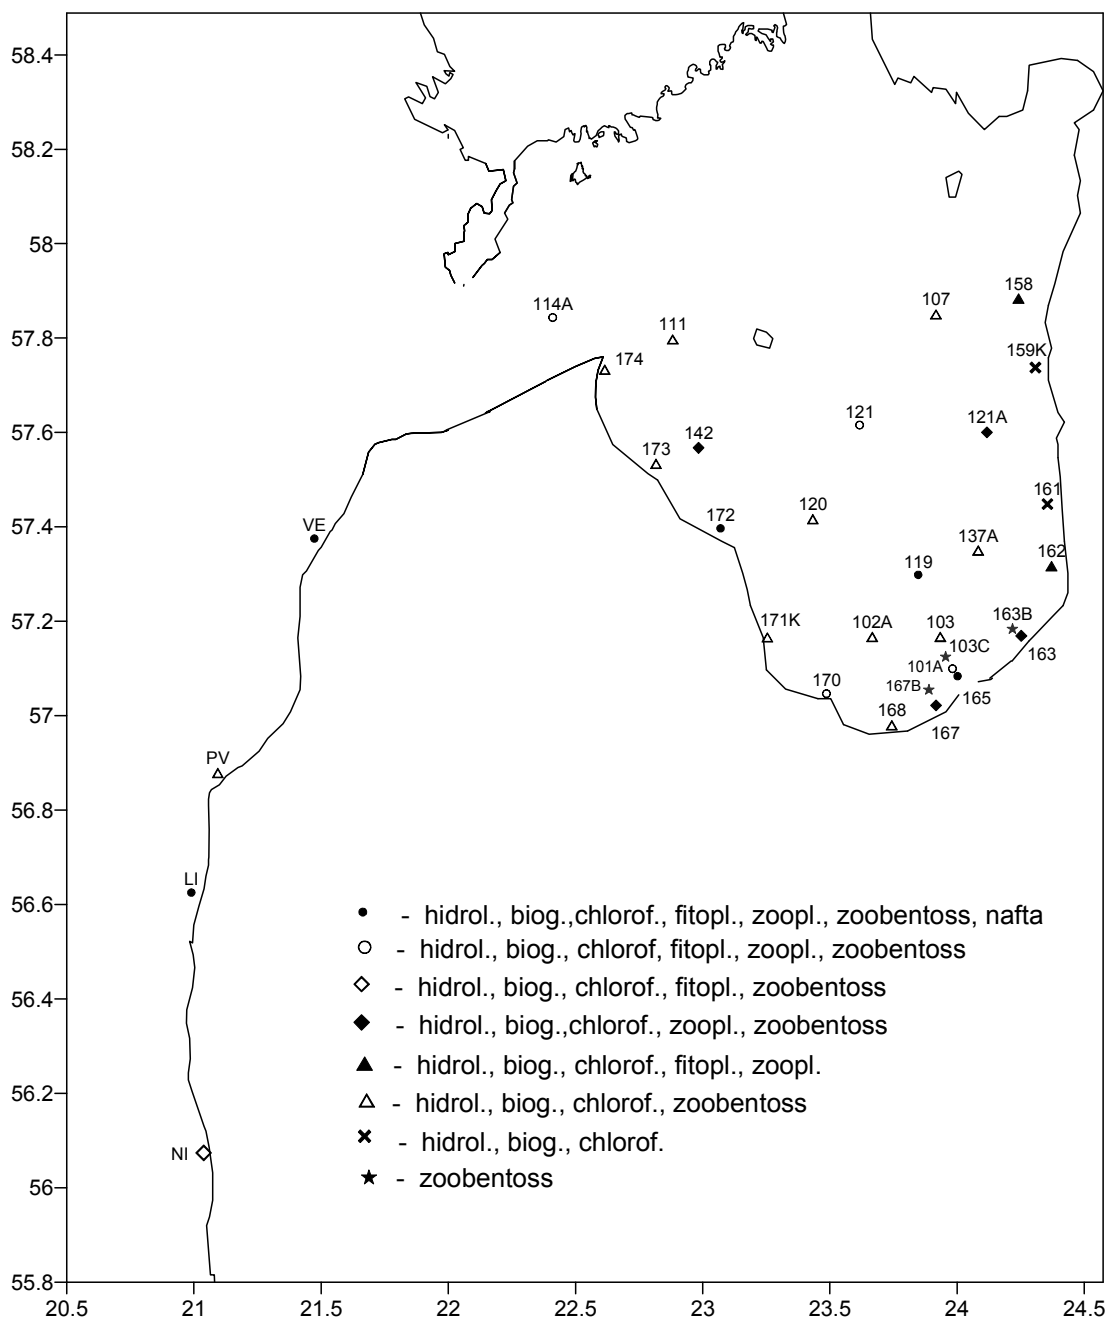 58.4
58.2
58
57.8
57.6
57.4
57.2
57
56.8
56.6
56.4
56.2
56
55.8
20.5
21
21.5
22
22.5
23
23.5
24
24.5
158
107
114A
111
174
159K
121
121A
142
173
161
120
172
VE
137A
119
162
163B
171K
102A
103
103C
163
101A
170
167B
165
168
167
PV
LI
NI
- hidrol., biog.,chlorof., fitopl., zoopl., zoobentoss, nafta
- hidrol., biog., chlorof, fitopl., zoopl., zoobentoss
- hidrol., biog., chlorof., fitopl., zoobentoss
- hidrol., biog.,chlorof., zoopl., zoobentoss
- hidrol., biog., chlorof., fitopl., zoopl.
- hidrol., biog., chlorof., zoobentoss
- hidrol., biog., chlorof.
- zoobentoss